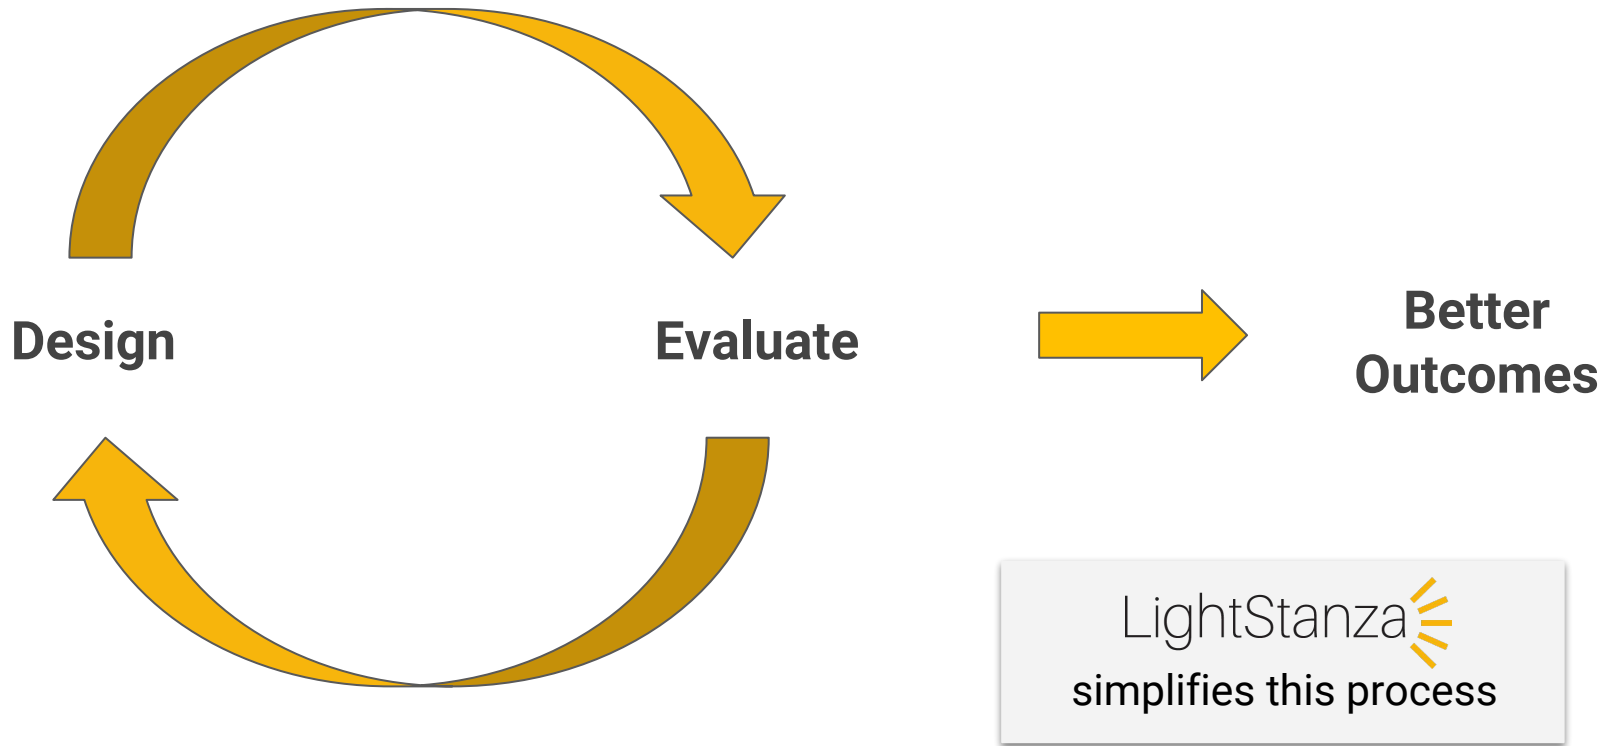 Design
Evaluate
Better
Outcomes
LightStanza
simplifies this process